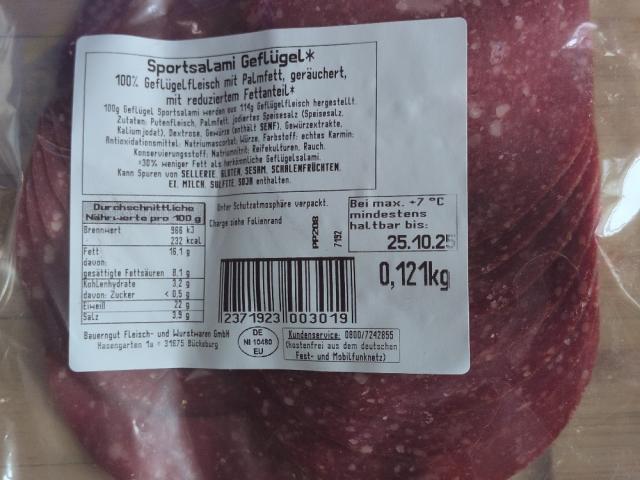 Sportsalami Geflügel*
100% Geflügelfleisch mit Palmfett, geräuchert,
mit reduziertem Fettanteil*
100g Geflügel Sportsalami werden aus 114g Geflügelfleisch hergestellt.
Zutaten: Putenfleisch, Palmfett, jodiertes Speisesalz (Speisesalz,
Kaliumjodat), Dextrose, Gewürze (enthält SENF), Gewürzextrakte,
Antioxidationsmittel: Natriumascorbat; Würze, Farbstoff: echtes Karmin;
Konservierungsstoff: Natriumnitrit; Reifekulturen, Rauch.
*30% weniger Fett als herkömmliche Geflügelsalami.
Kann Spuren von SELLERIE, GLUTEN, SESAM, SCHALENFRÜCHTEN,
EI, MILCH, SULFITE, SOJA enthalten.
Durchschnittliche
Nährwerte pro 100 g
Brennwert 966 kJ
232 kcal
Fett 16,1 g
davon:
gesättigte Fettsäuren 8,1 g
Kohlenhydrate 3,2 g
davon: Zucker < 0,5 g
Eiweiß 22 g
Salz 3,9 g
Unter Schutzatmosphäre verpackt.
Charge siehe Folienrand
PP208
7192
Bei max. +7 °C
mindestens
haltbar bis:
25.10.25
0,121kg
2371923 003019
Bauerngut Fleisch- und Wurstwaren GmbH
Hasengarten 1a * 31675 Bückeburg
DE
NI 10480
EU
Kundenservice: 0800/7242855
(kostenfrei aus dem deutschen
Fest- und Mobilfunknetz)